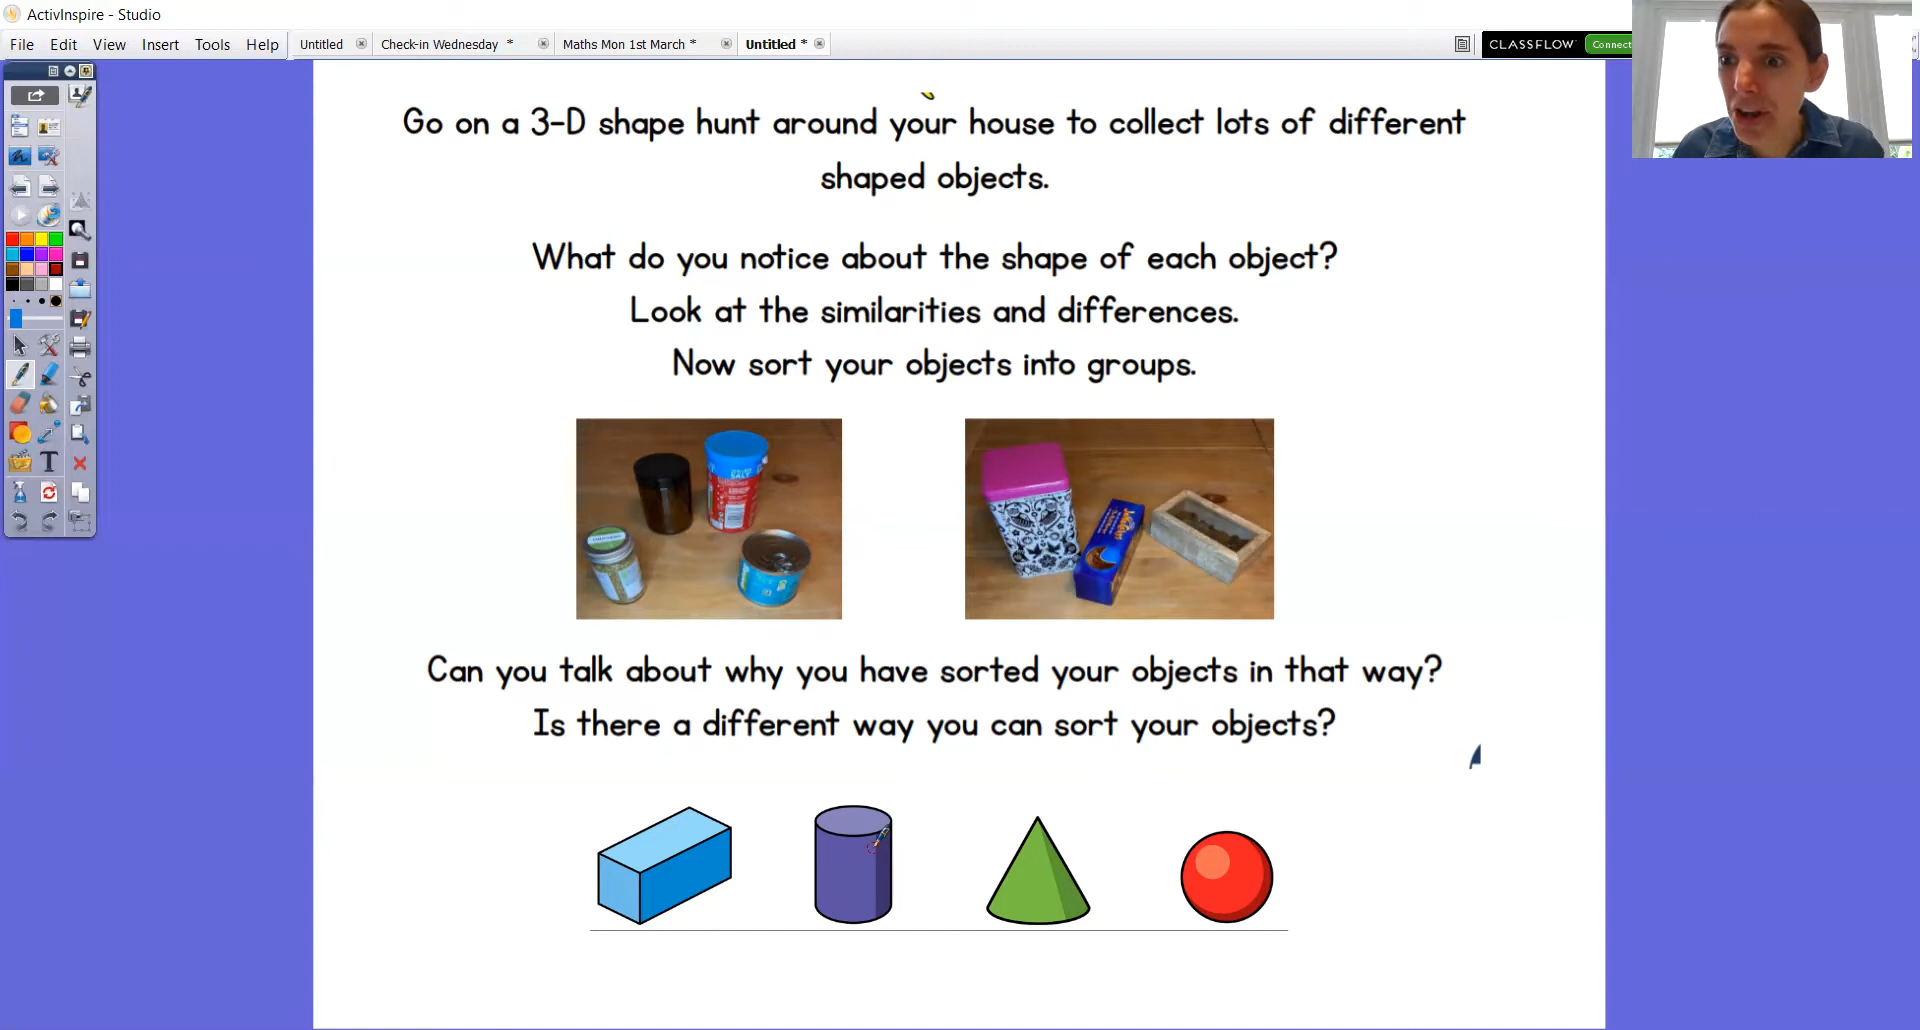 ActivInspire - Studio
File Edit View Insert Tools Help
Untitled Check-in Wednesday * Maths Mon 1st March * Untitled *
CLASSFLOW Connect
Go on a 3-D shape hunt around your house to collect lots of different
shaped objects.
What do you notice about the shape of each object?
Look at the similarities and differences.
Now sort your objects into groups.
SALT
Can you talk about why you have sorted your objects in that way?
Is there a different way you can sort your objects?